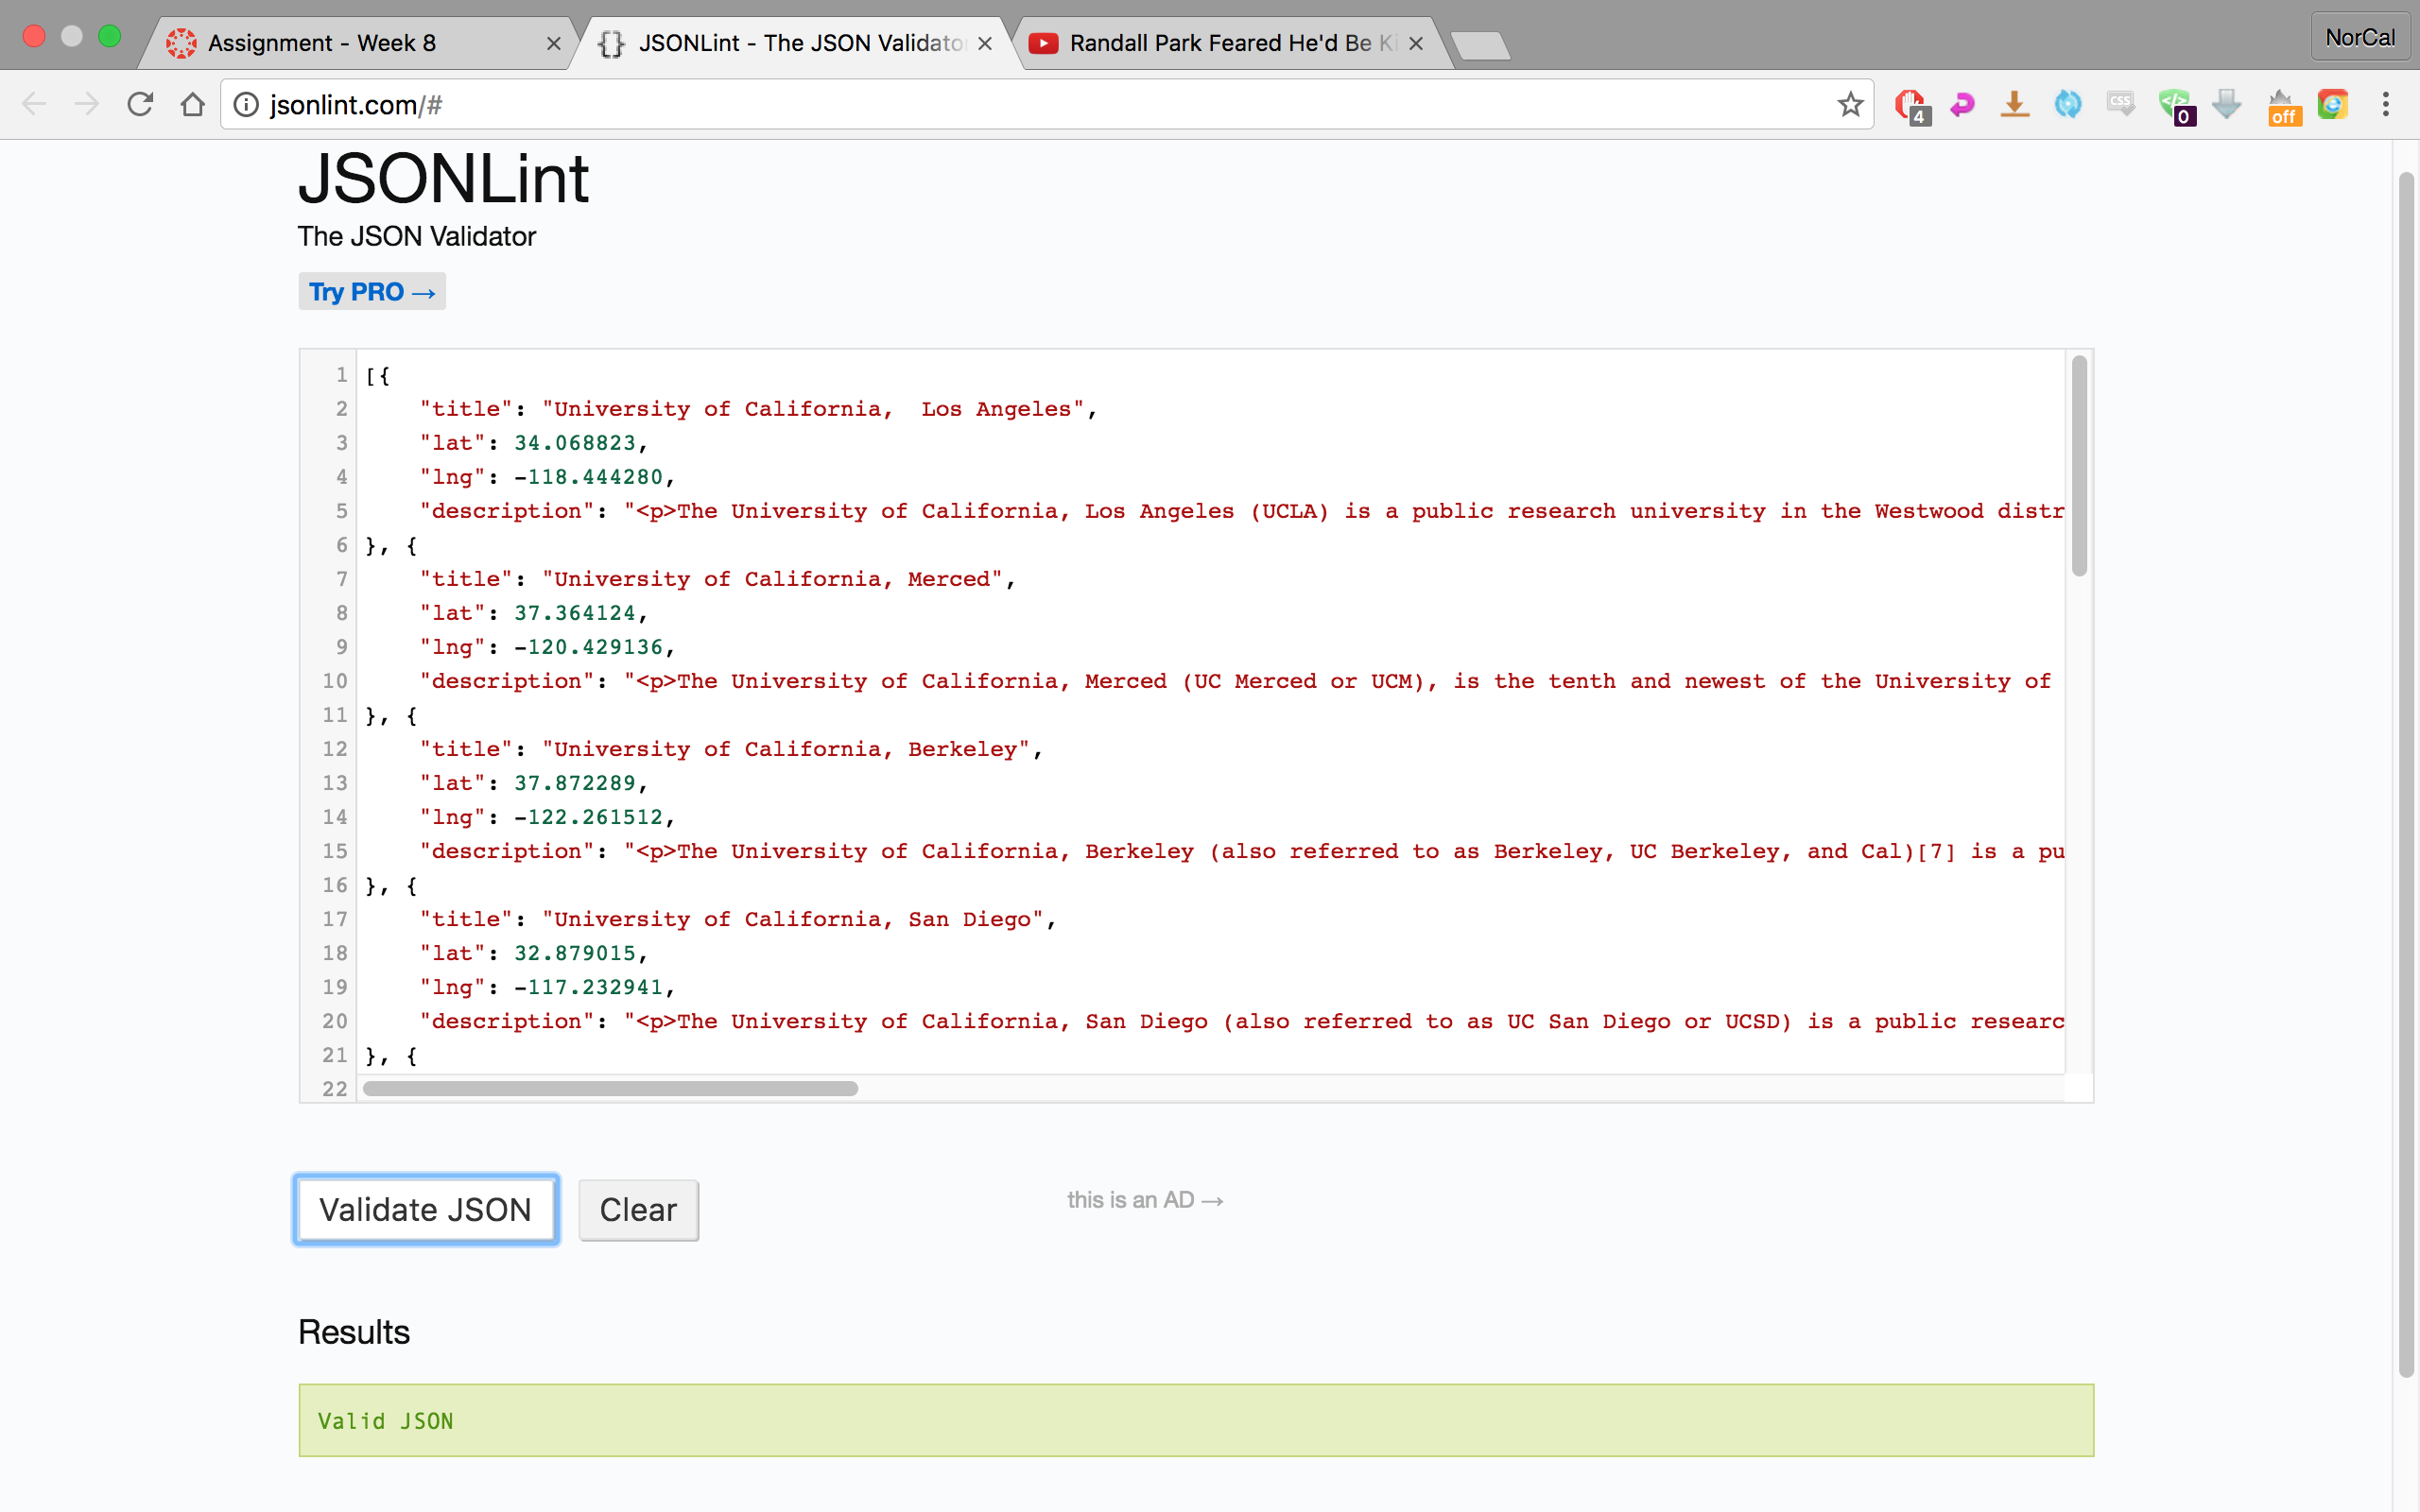 Assignment - Week 8
JSONLint - The JSON Validator
Randall Park Feared He'd Be Ki
NorCal
jsonlint.com/#
4
css
0
off
JSONLint
The JSON Validator
Try PRO →
1 [{
2 "title": "University of California,  Los Angeles",
3 "lat": 34.068823,
4 "lng": -118.444280,
5 "description": "<p>The University of California, Los Angeles (UCLA) is a public research university in the Westwood distr
6 }, {
7 "title": "University of California, Merced",
8 "lat": 37.364124,
9 "lng": -120.429136,
10 "description": "<p>The University of California, Merced (UC Merced or UCM), is the tenth and newest of the University of
11 }, {
12 "title": "University of California, Berkeley",
13 "lat": 37.872289,
14 "lng": -122.261512,
15 "description": "<p>The University of California, Berkeley (also referred to as Berkeley, UC Berkeley, and Cal)[7] is a pu
16 }, {
17 "title": "University of California, San Diego",
18 "lat": 32.879015,
19 "lng": -117.232941,
20 "description": "<p>The University of California, San Diego (also referred to as UC San Diego or UCSD) is a public researc
21 }, {
22
Validate JSON
Clear
this is an AD →
Results
Valid JSON